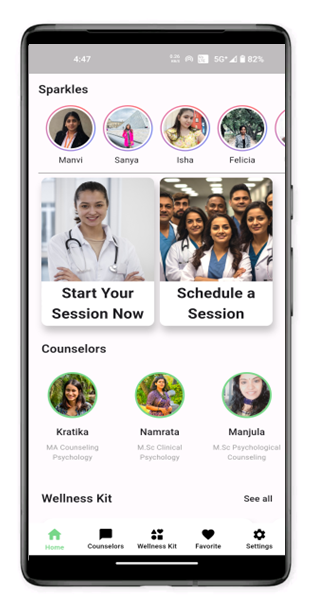 4:47 5G+ 82%
Sparkles
Manvi Sanya Isha Felicia
Start Your Schedule a
Session Now Session
Counselors
Kratika Namrata Manjula
MA Counseling M.Sc Clinical M.Sc Psychological
Psychology Psychology Counseling
Wellness Kit See all
Home Counselors Wellness Kit Favorite Settings